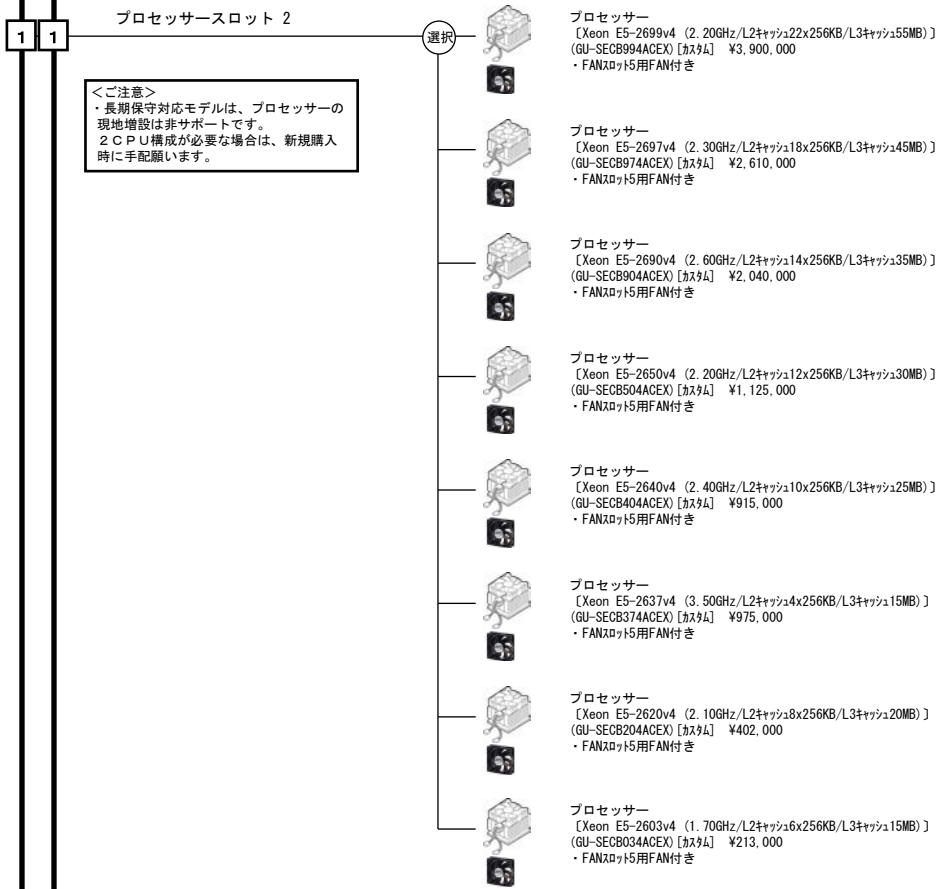 プロセッサースロット 2
1 1
選択
<ご注意>
・長期保守対応モデルは、プロセッサーの
現地増設は非サポートです。
２ＣＰＵ構成が必要な場合は、新規購入
時に手配願います。
プロセッサー
〔Xeon E5-2699v4 (2.20GHz/L2ｷｬｯｼｭ22x256KB/L3ｷｬｯｼｭ55MB)〕
(GU-SECB994ACEX)[ｶｽﾀﾑ] ¥3,900,000
・FANｽﾛｯﾄ5用FAN付き
プロセッサー
〔Xeon E5-2697v4 (2.30GHz/L2ｷｬｯｼｭ18x256KB/L3ｷｬｯｼｭ45MB)〕
(GU-SECB974ACEX)[ｶｽﾀﾑ] ¥2,610,000
・FANｽﾛｯﾄ5用FAN付き
プロセッサー
〔Xeon E5-2690v4 (2.60GHz/L2ｷｬｯｼｭ14x256KB/L3ｷｬｯｼｭ35MB)〕
(GU-SECB904ACEX)[ｶｽﾀﾑ] ¥2,040,000
・FANｽﾛｯﾄ5用FAN付き
プロセッサー
〔Xeon E5-2650v4 (2.20GHz/L2ｷｬｯｼｭ12x256KB/L3ｷｬｯｼｭ30MB)〕
(GU-SECB504ACEX)[ｶｽﾀﾑ] ¥1,125,000
・FANｽﾛｯﾄ5用FAN付き
プロセッサー
〔Xeon E5-2640v4 (2.40GHz/L2ｷｬｯｼｭ10x256KB/L3ｷｬｯｼｭ25MB)〕
(GU-SECB404ACEX)[ｶｽﾀﾑ] ¥915,000
・FANｽﾛｯﾄ5用FAN付き
プロセッサー
〔Xeon E5-2637v4 (3.50GHz/L2ｷｬｯｼｭ4x256KB/L3ｷｬｯｼｭ15MB)〕
(GU-SECB374ACEX)[ｶｽﾀﾑ] ¥975,000
・FANｽﾛｯﾄ5用FAN付き
プロセッサー
〔Xeon E5-2620v4 (2.10GHz/L2ｷｬｯｼｭ8x256KB/L3ｷｬｯｼｭ20MB)〕
(GU-SECB204ACEX)[ｶｽﾀﾑ] ¥402,000
・FANｽﾛｯﾄ5用FAN付き
プロセッサー
〔Xeon E5-2603v4 (1.70GHz/L2ｷｬｯｼｭ6x256KB/L3ｷｬｯｼｭ15MB)〕
(GU-SECB034ACEX)[ｶｽﾀﾑ] ¥213,000
・FANｽﾛｯﾄ5用FAN付き